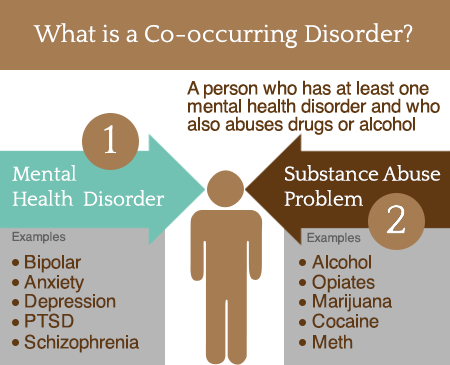 What is a Co-occurring Disorder?
A person who has at least one
mental health disorder and who
also abuses drugs or alcohol
1
Mental
Health Disorder
Examples
• Bipolar
• Anxiety
• Depression
• PTSD
• Schizophrenia
Substance Abuse
Problem
2
Examples
• Alcohol
• Opiates
• Marijuana
• Cocaine
• Meth